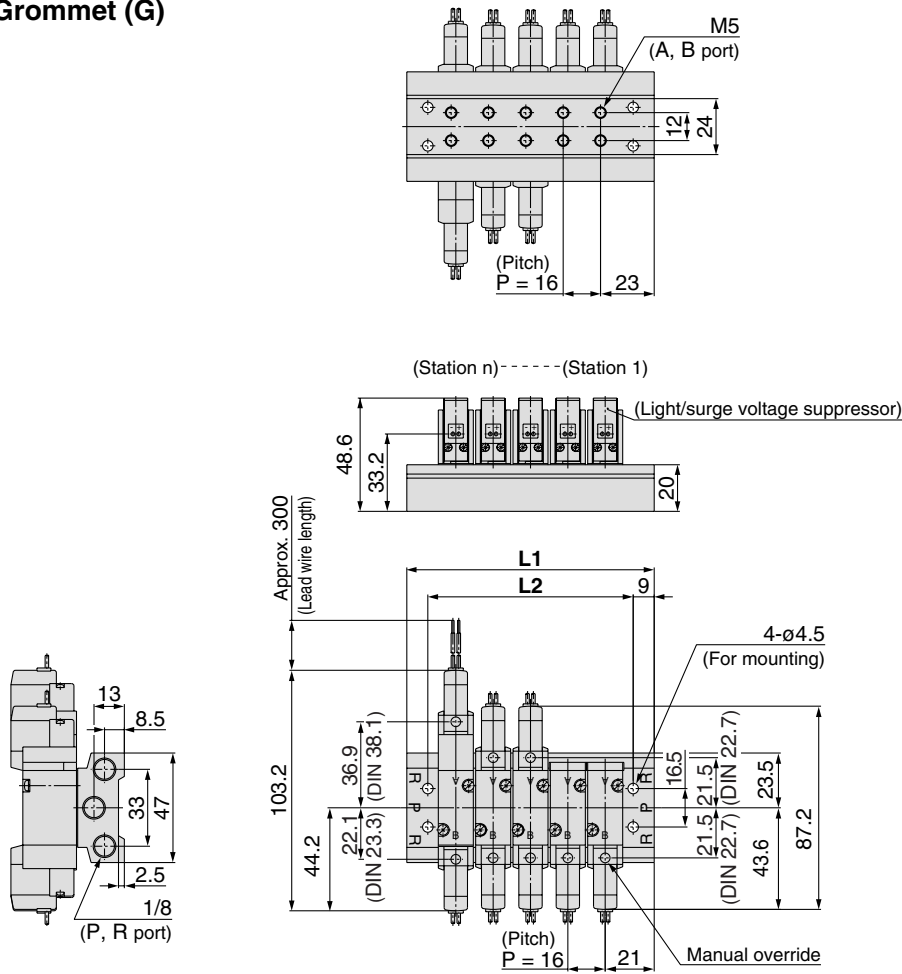 Grommet (G)
M5
(A, B port)
12
24
(Pitch)
P = 16
23
(Station n)
(Station 1)
(Light/surge voltage suppressor)
48.6
33.2
20
Approx. 300
(Lead wire length)
L1
L2
9
4-ø4.5
(For mounting)
13
8.5
33
47
2.5
1/8
(P, R port)
103.2
44.2
36.9
(DIN 38.1)
22.1
(DIN 23.3)
R
P
R
A
A
A
A
A
B
B
B
B
B
R
P
R
16.5
21.5
(DIN 22.7)
23.5
21.5
(DIN 22.7)
43.6
87.2
(Pitch)
P = 16
21
Manual override